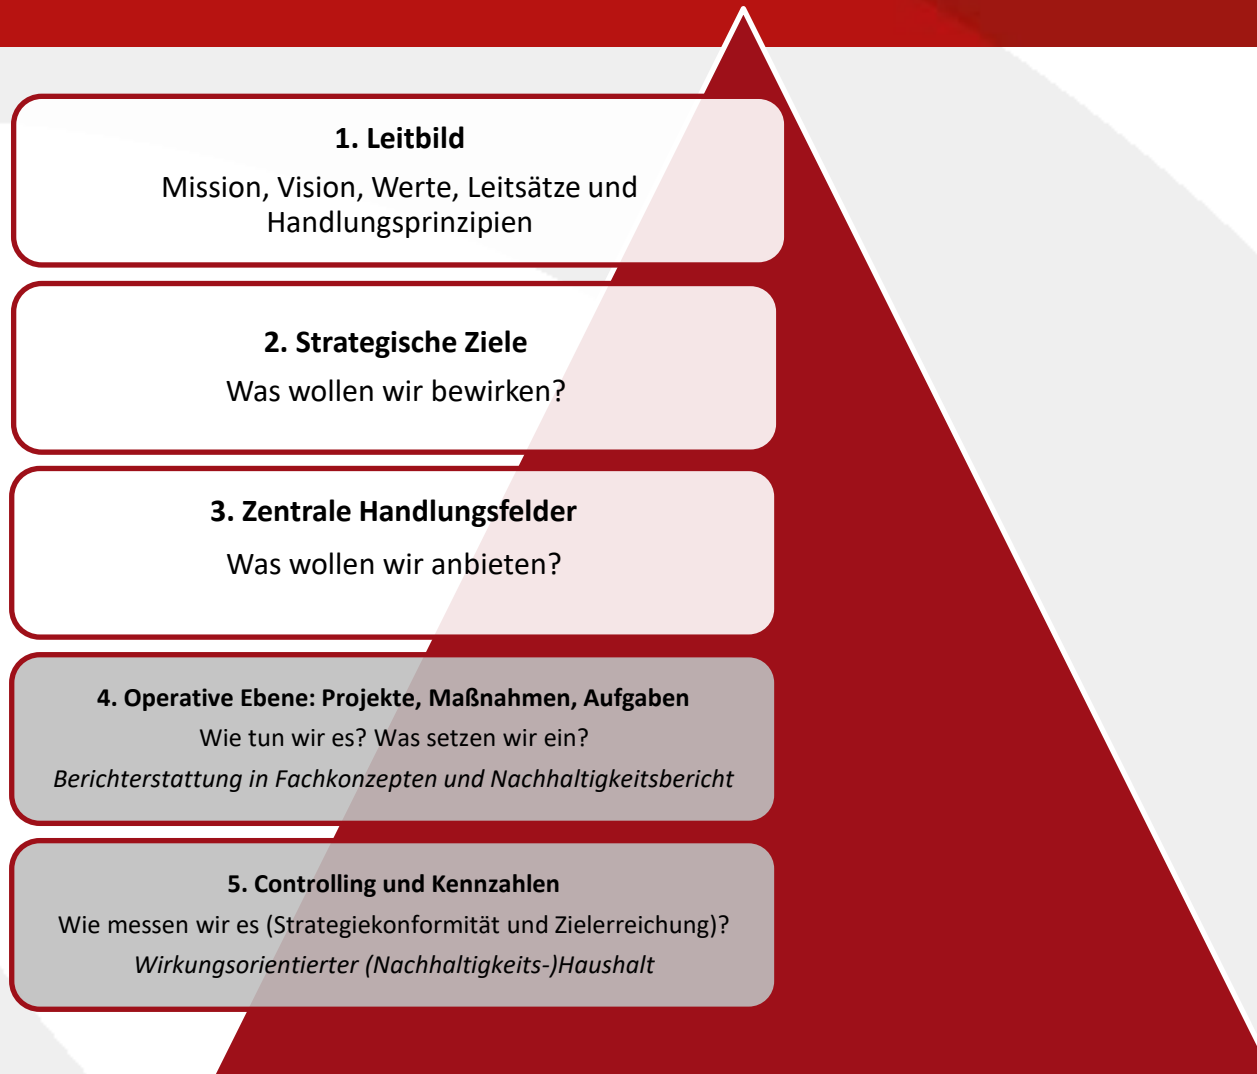 1. Leitbild
Mission, Vision, Werte, Leitsätze und
Handlungsprinzipien
2. Strategische Ziele
Was wollen wir bewirken?
3. Zentrale Handlungsfelder
Was wollen wir anbieten?
4. Operative Ebene: Projekte, Maßnahmen, Aufgaben
Wie tun wir es? Was setzen wir ein?
Berichterstattung in Fachkonzepten und Nachhaltigkeitsbericht
5. Controlling und Kennzahlen
Wie messen wir es (Strategiekonformität und Zielerreichung)?
Wirkungsorientierter (Nachhaltigkeits-)Haushalt